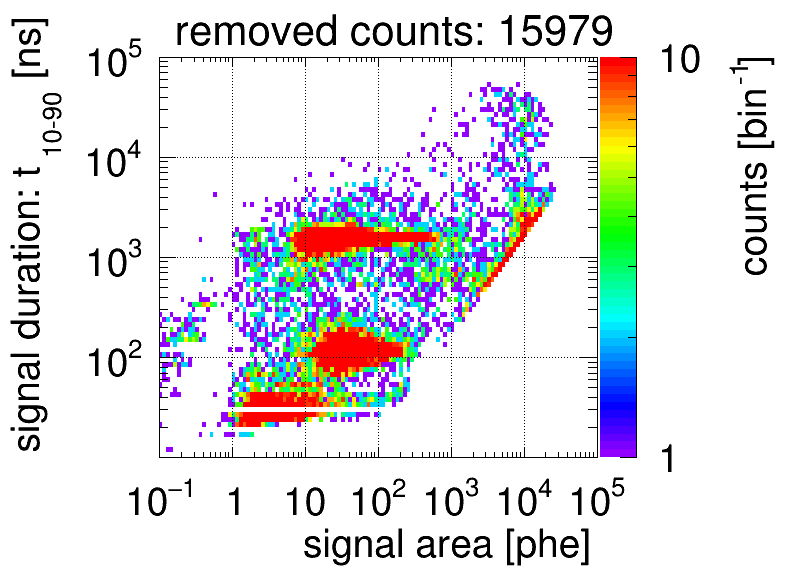 removed counts: 15979
signal duration: t 10-90 [ns]
10^5
10^4
10^3
10^2
10^−1 1 10 10^2 10^3 10^4 10^5
signal area [phe]
10
1
counts [bin^-1]